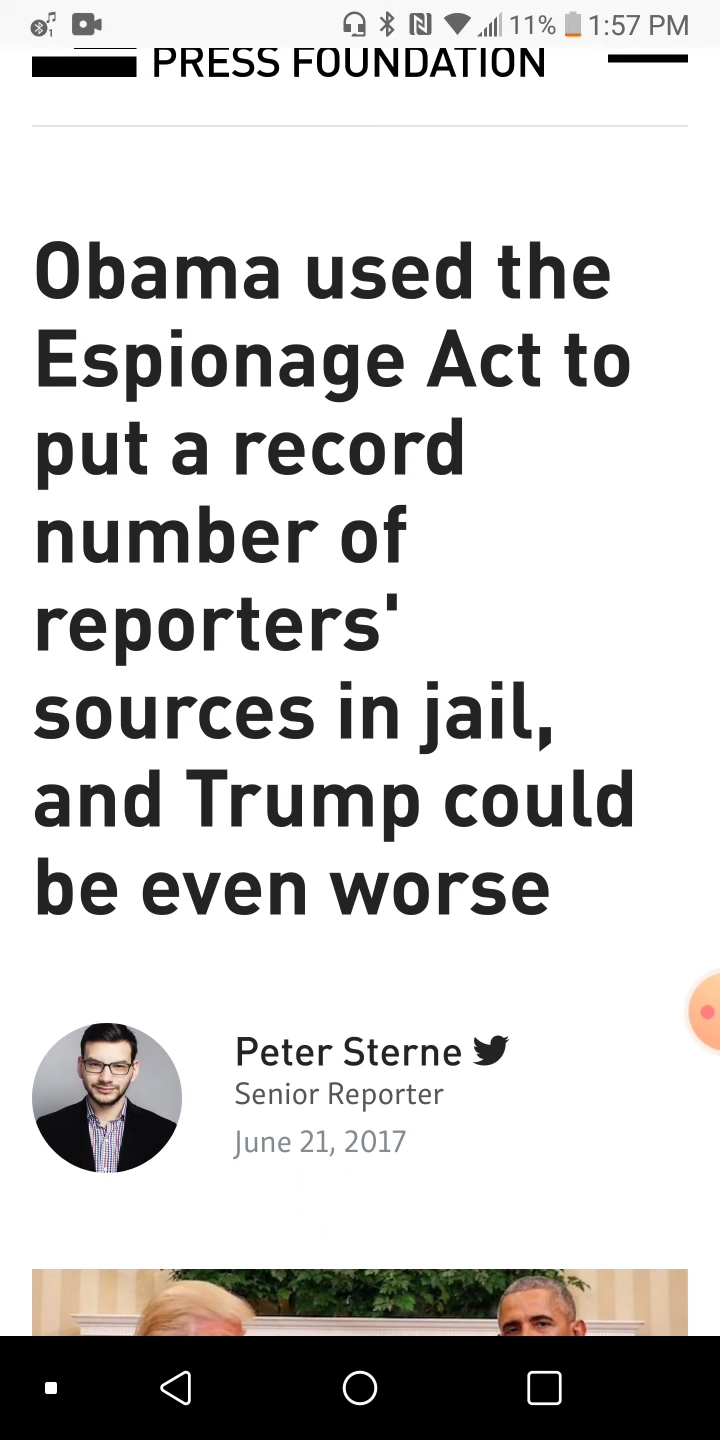 1
11% 1:57 PM
PRESS FOUNDATION
Obama used the
Espionage Act to
put a record
number of
reporters'
sources in jail,
and Trump could
be even worse
Peter Sterne
Senior Reporter
June 21, 2017